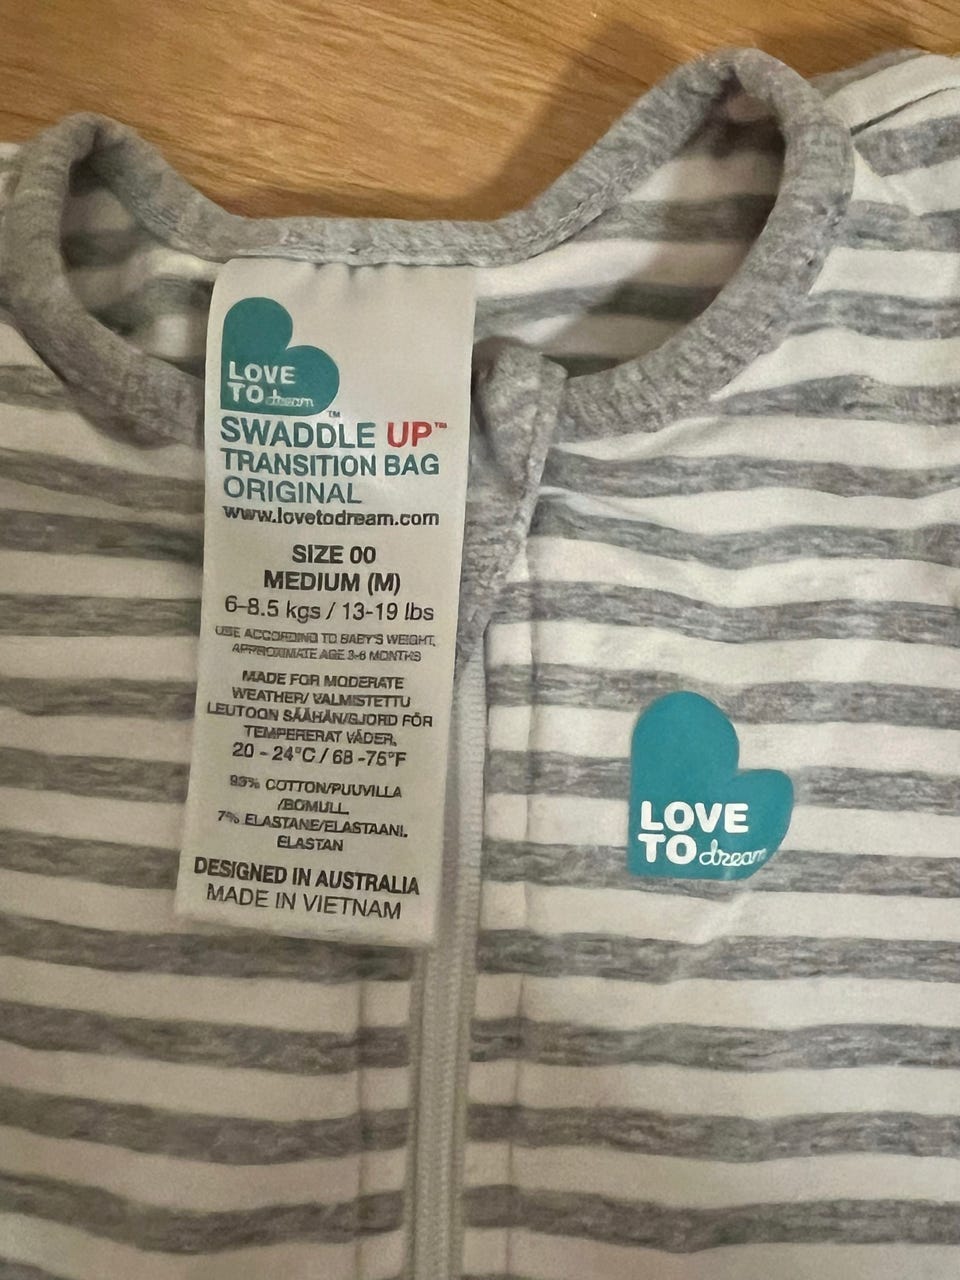 LOVE
TO dream
™
SWADDLE UP™
TRANSITION BAG
ORIGINAL
www.lovetodream.com
SIZE 00
MEDIUM (M)
6-8.5 kgs / 13-19 lbs
USE ACCORDING TO BABY'S WEIGHT,
APPROXIMATE AGE 3-6 MONTHS
MADE FOR MODERATE
WEATHER/ VALMISTETTU
LEUTOON SÄÄHÄN/GJORD FÖR
TEMPERERAT VÄDER,
20 - 24°C / 68 -75°F
93% COTTON/PUUVILLA
/BOMULL
7% ELASTANE/ELASTAANI,
ELASTAN
DESIGNED IN AUSTRALIA
MADE IN VIETNAM
LOVE
TO dream